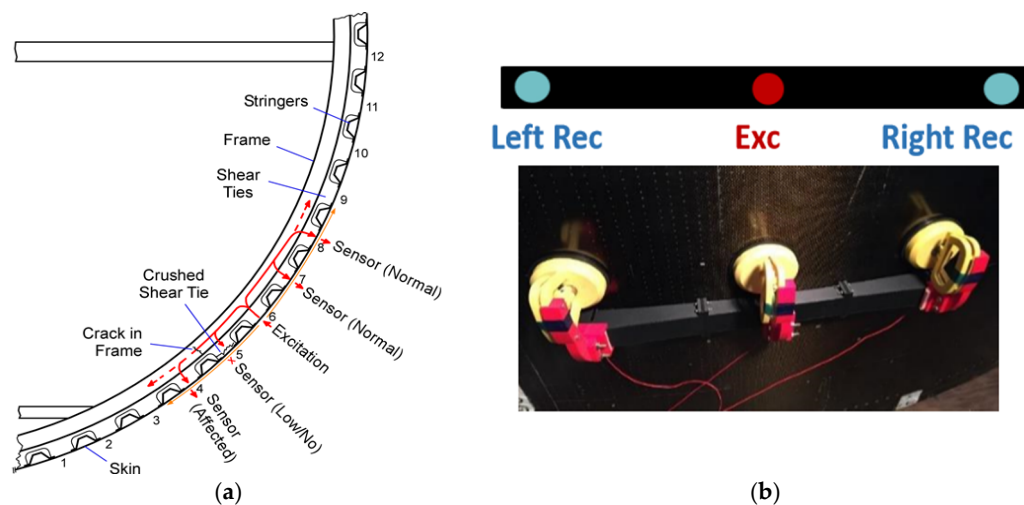 12
Stringers
11
Frame
10
Shear
Ties
9
8
Sensor (Normal)
7
Sensor (Normal)
Crushed
Shear Tie
6
Excitation
Crack in
Frame
5
Sensor (Low/No)
4
Sensor
(Affected)
3
2
1
Skin
(a)
Left Rec
Exc
Right Rec
(b)